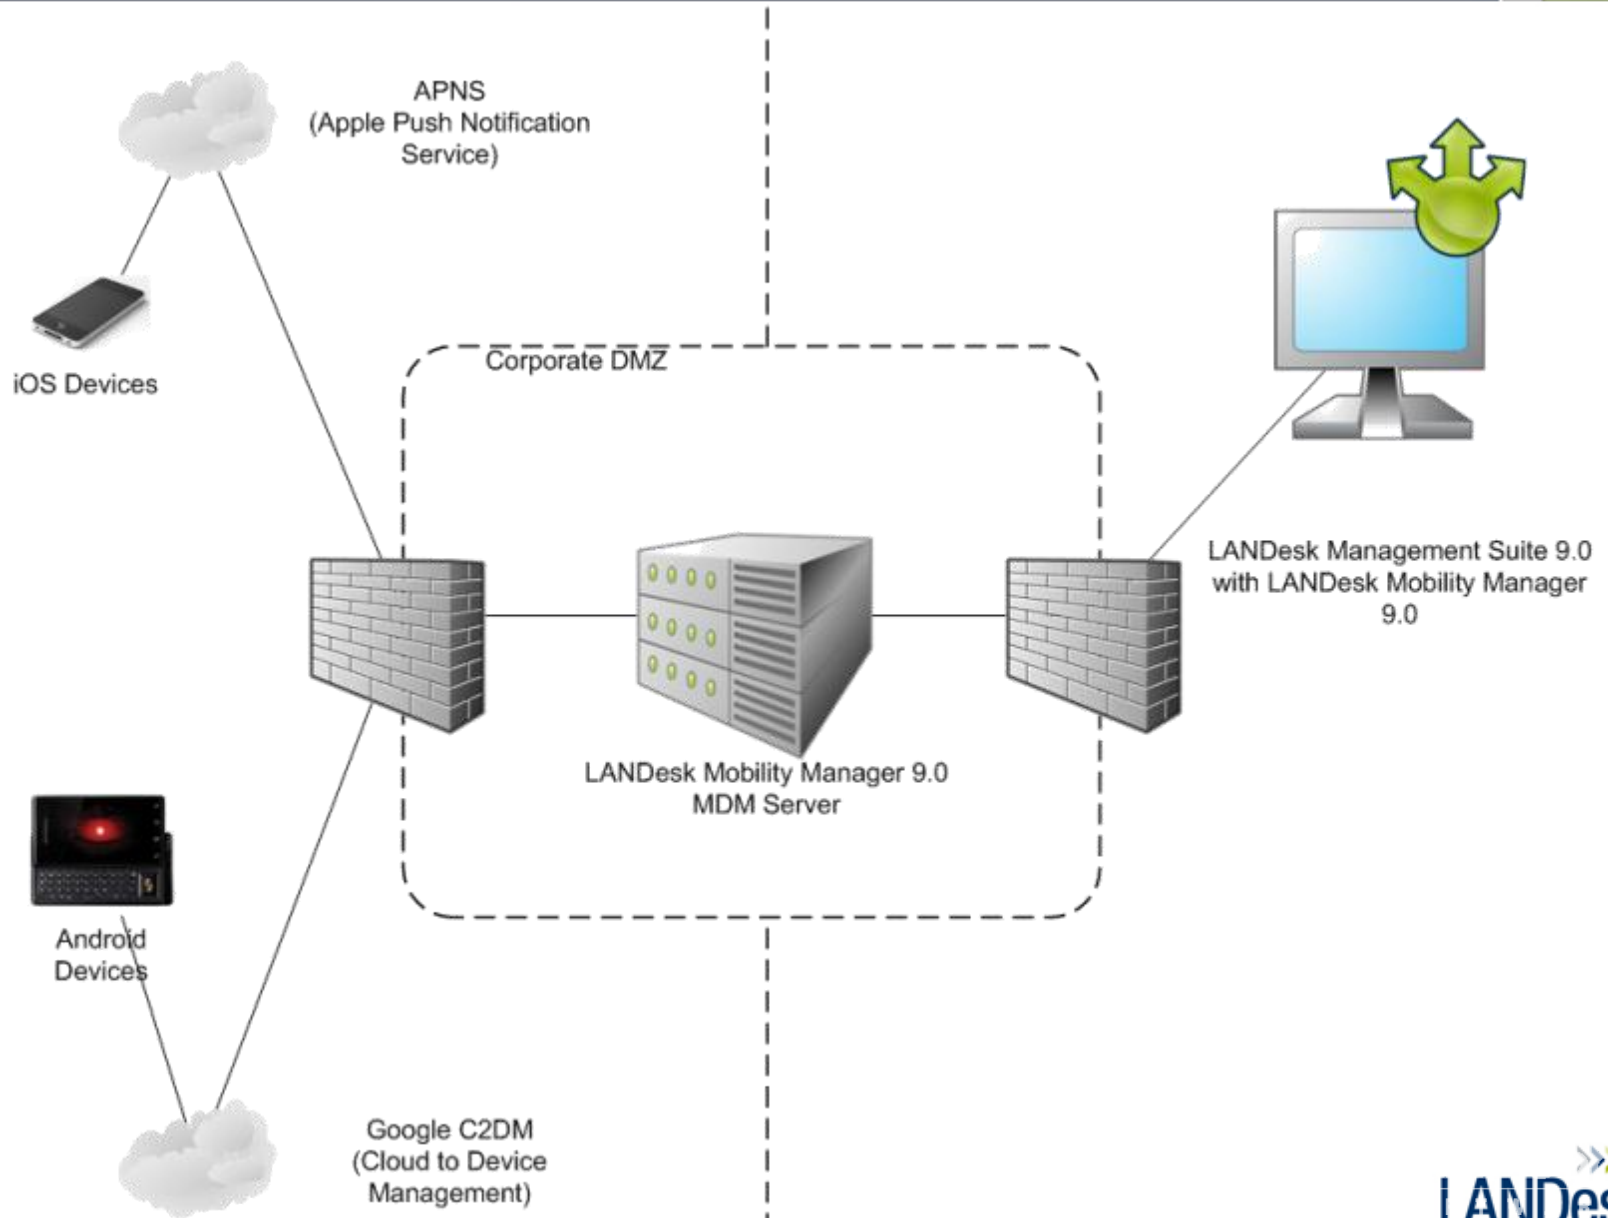 APNS
(Apple Push Notification
Service)
iOS Devices
Corporate DMZ
LANDesk Management Suite 9.0
with LANDesk Mobility Manager
9.0
LANDesk Mobility Manager 9.0
MDM Server
Android
Devices
Google C2DM
(Cloud to Device
Management)
LANDes